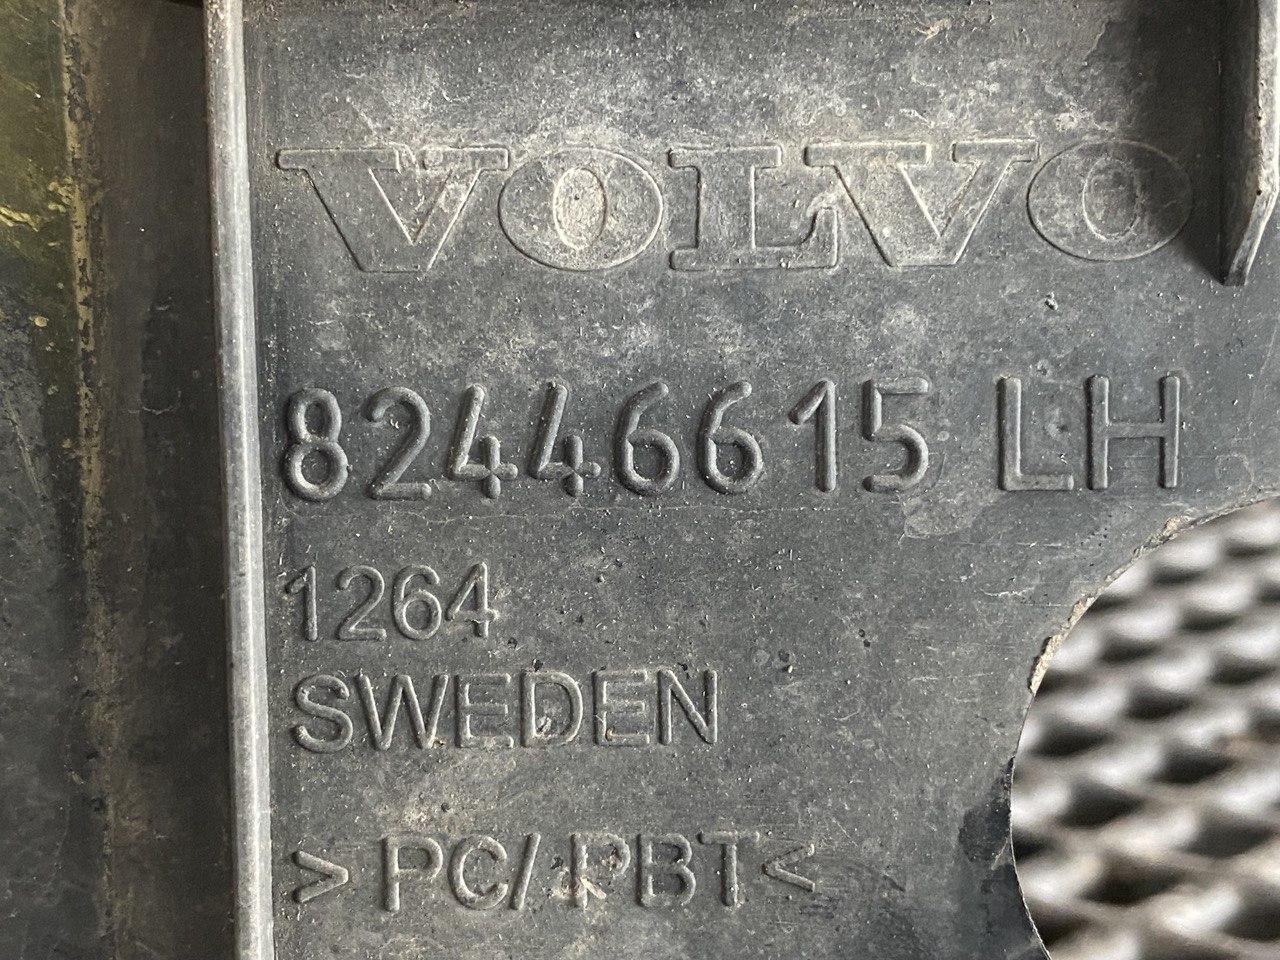 VOLVO
82446615 LH
1264
SWEDEN
>PC/PBT<